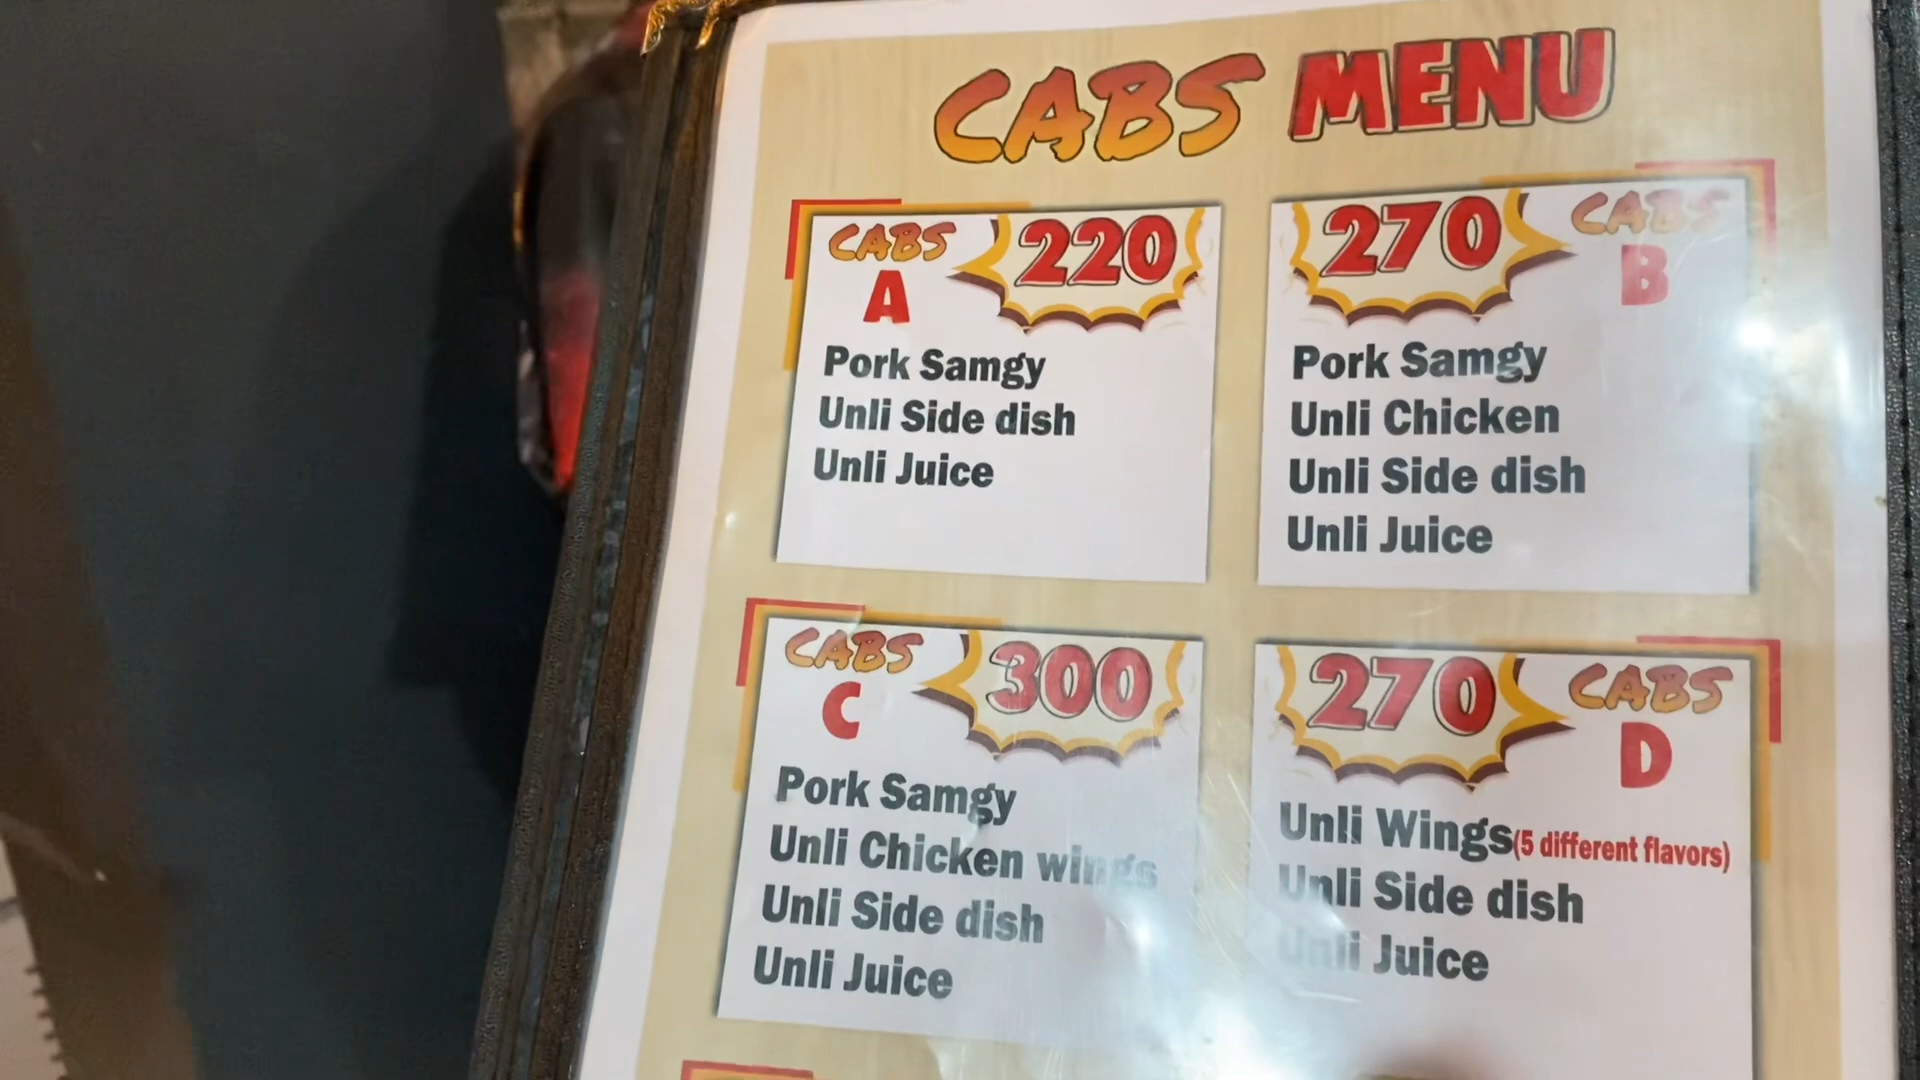 CABS MENU
CABS 220
A
Pork Samgy
Unli Side dish
Unli Juice
270 CABS
B
Pork Samgy
Unli Chicken
Unli Side dish
Unli Juice
CABS 300
C
Pork Samgy
Unli Chicken wings
Unli Side dish
Unli Juice
270 CABS
D
Unli Wings(5 different flavors)
Unli Side dish
Unli Juice